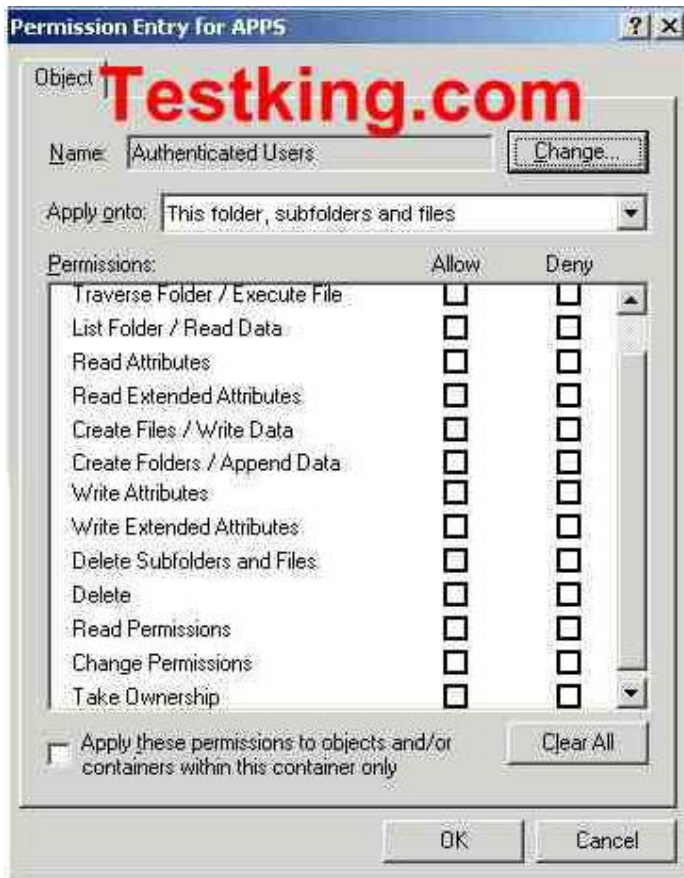 Permission Entry for APPS
? X
Object
Testking.com
Name: Authenticated Users Change...
Apply onto: This folder, subfolders and files
Permissions: Allow Deny
Traverse Folder / Execute File
List Folder / Read Data
Read Attributes
Read Extended Attributes
Create Files / Write Data
Create Folders / Append Data
Write Attributes
Write Extended Attributes
Delete Subfolders and Files
Delete
Read Permissions
Change Permissions
Take Ownership
Apply these permissions to objects and/or Clear All
containers within this container only
OK Cancel